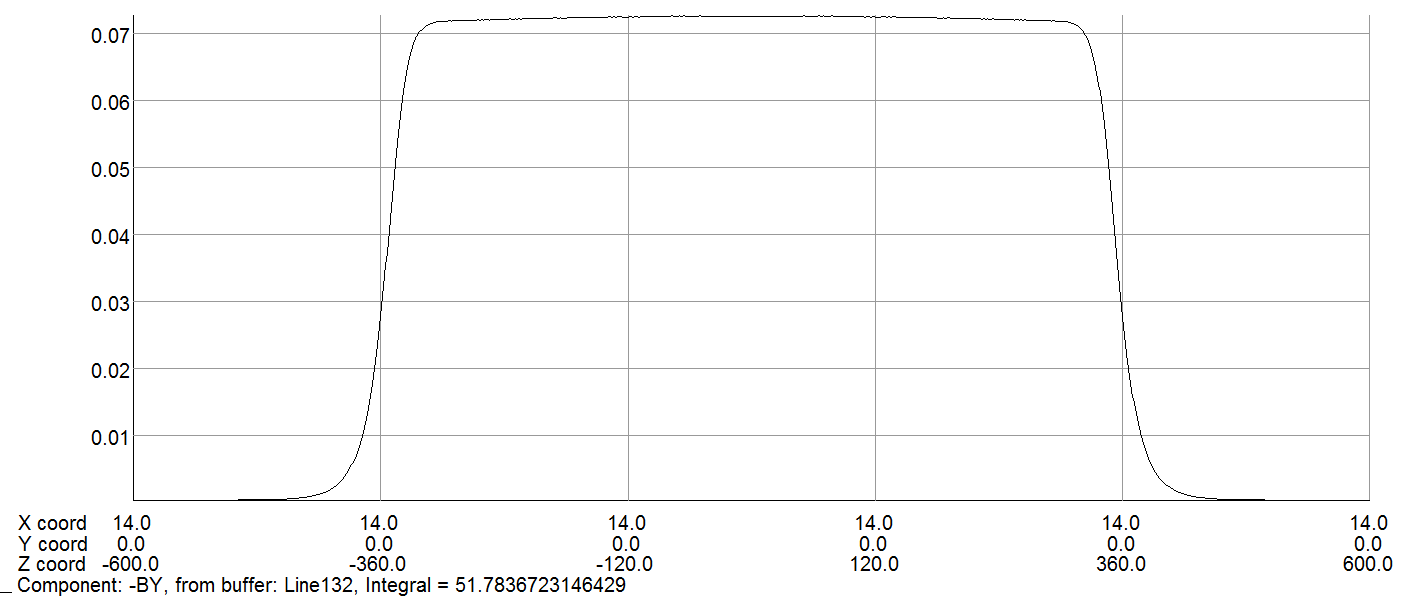 0.07
0.06
0.05
0.04
0.03
0.02
0.01
X coord 14.0 14.0 14.0 14.0 14.0 14.0
Y coord 0.0 0.0 0.0 0.0 0.0 0.0
Z coord -600.0 -360.0 -120.0 120.0 360.0 600.0
_ Component: -BY, from buffer: Line132, Integral = 51.7836723146429